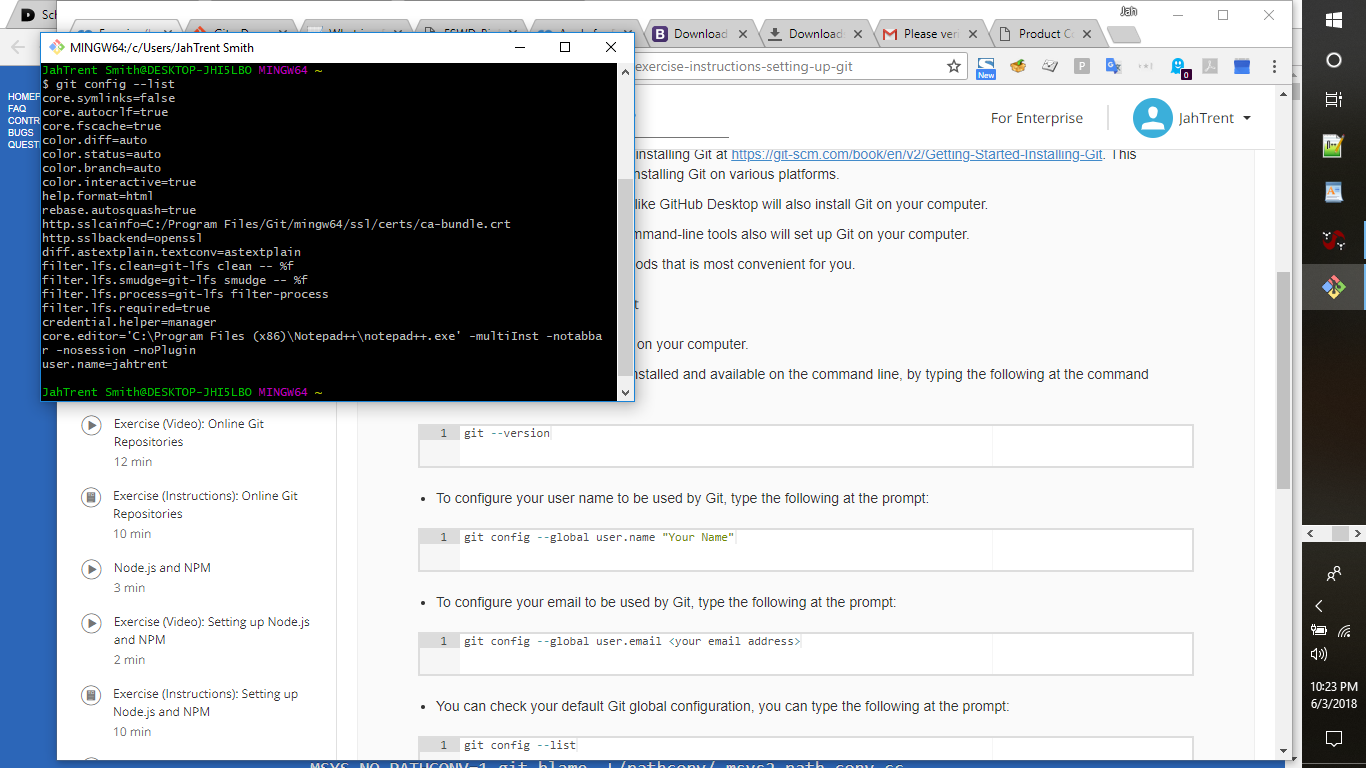 Sch
Jah
Download
Download
Please veri
Product C
MINGW64:/c/Users/JahTrent Smith
exercise-instructions-setting-up-git
New
0
HOMEP
FAQ
CONTR
BUGS
QUEST
JahTrent Smith@DESKTOP-JHI5LBO MINGW64 ~
$ git config --list
core.symlinks=false
core.autocrlf=true
core.fscache=true
color.diff=auto
color.status=auto
color.branch=auto
color.interactive=true
help.format=html
rebase.autosquash=true
http.sslcainfo=C:/Program Files/Git/mingw64/ssl/certs/ca-bundle.crt
http.sslbackend=openssl
diff.astextplain.textconv=astextplain
filter.lfs.clean=git-lfs clean -- %f
filter.lfs.smudge=git-lfs smudge -- %f
filter.lfs.process=git-lfs filter-process
filter.lfs.required=true
credential.helper=manager
core.editor='C:\Program Files (x86)\Notepad++\notepad++.exe' -multiInst -notabba
r -nosession -noPlugin
user.name=jahtrent
JahTrent Smith@DESKTOP-JHI5LBO MINGW64 ~
For Enterprise
JahTrent
installing Git at https://git-scm.com/book/en/v2/Getting-Started-Installing-Git. This
nstalling Git on various platforms.
like GitHub Desktop will also install Git on your computer.
mmand-line tools also will set up Git on your computer.
ods that is most convenient for you.
t
on your computer.
nstalled and available on the command line, by typing the following at the command
1 git --version
• To configure your user name to be used by Git, type the following at the prompt:
1 git config --global user.name "Your Name"
• To configure your email to be used by Git, type the following at the prompt:
1 git config --global user.email <your email address>
• You can check your default Git global configuration, you can type the following at the prompt:
1 git config --list
Exercise (Video): Online Git
Repositories
12 min
Exercise (Instructions): Online Git
Repositories
10 min
Node.js and NPM
3 min
Exercise (Video): Setting up Node.js
and NPM
2 min
Exercise (Instructions): Setting up
Node.js and NPM
10 min
10:23 PM
6/3/2018